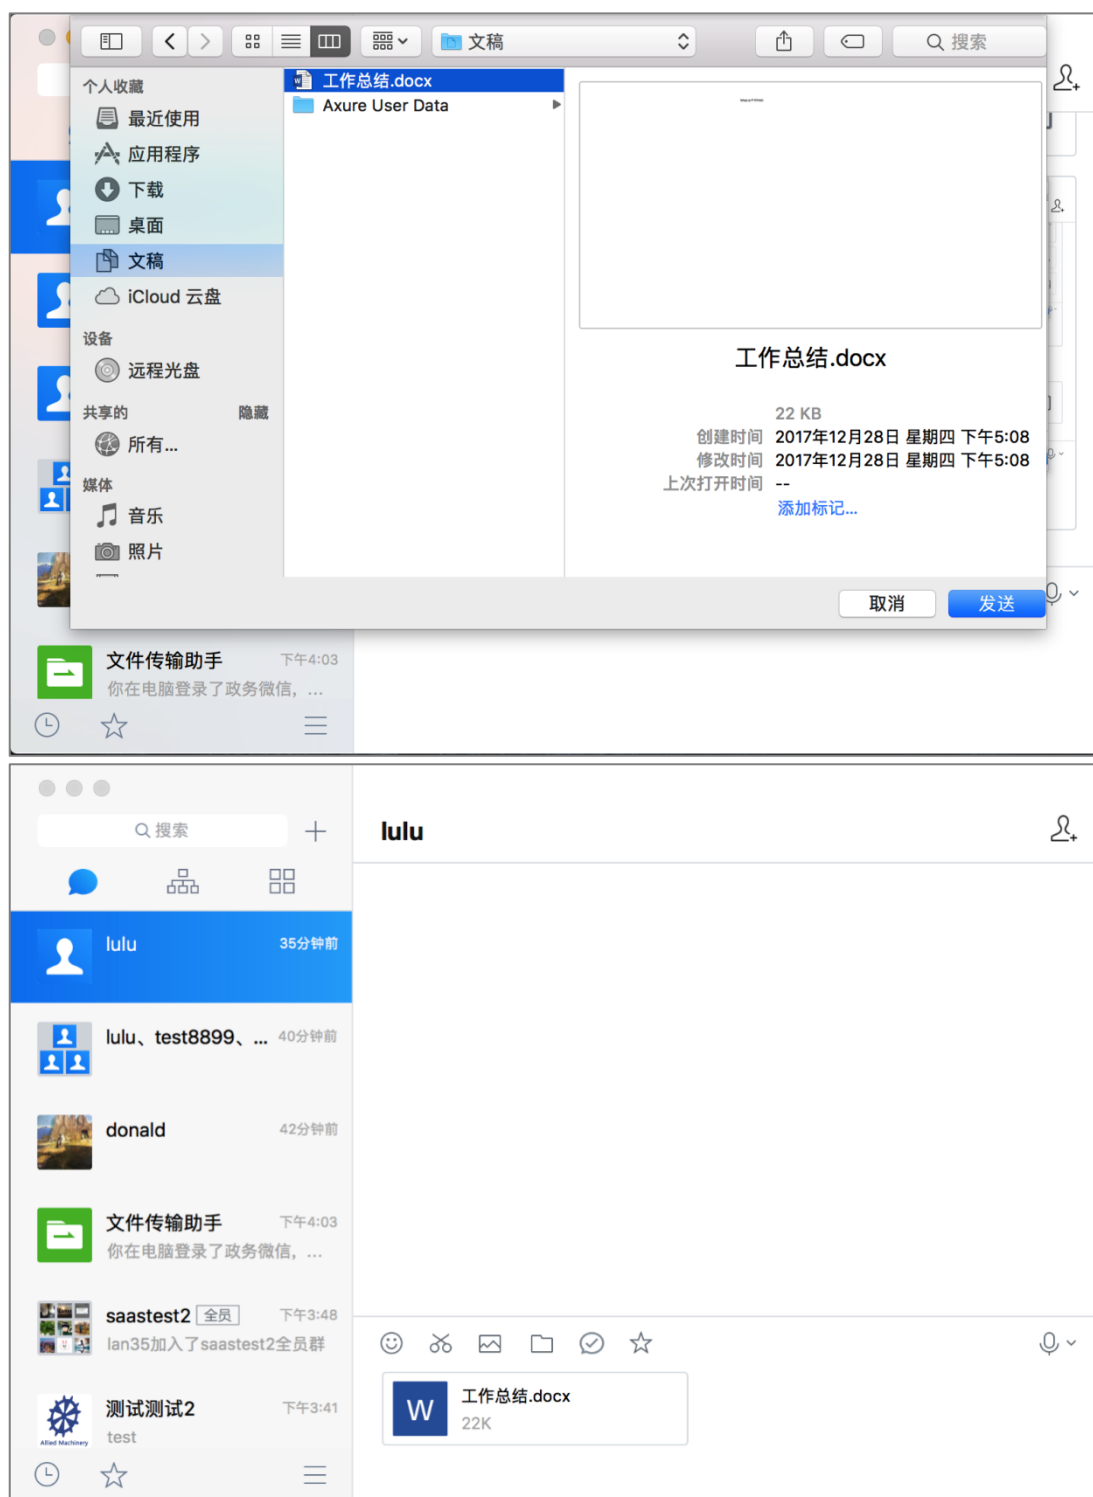 文稿
搜索
个人收藏
最近使用
应用程序
下载
桌面
文稿
iCloud 云盘
设备
远程光盘
共享的 隐藏
所有...
媒体
音乐
照片
工作总结.docx
Axure User Data
工作总结.docx
22 KB
创建时间 2017年12月28日 星期四 下午5:08
修改时间 2017年12月28日 星期四 下午5:08
上次打开时间 --
添加标记...
取消 发送
文件传输助手 下午4:03
你在电脑登录了政务微信，...
搜索
lulu
lulu 35分钟前
lulu、test8899、... 40分钟前
donald 42分钟前
文件传输助手 下午4:03
你在电脑登录了政务微信，...
saastest2 全员 下午3:48
lan35加入了saastest2全员群
测试测试2 下午3:41
test
Allied Machinery
W
工作总结.docx
22K